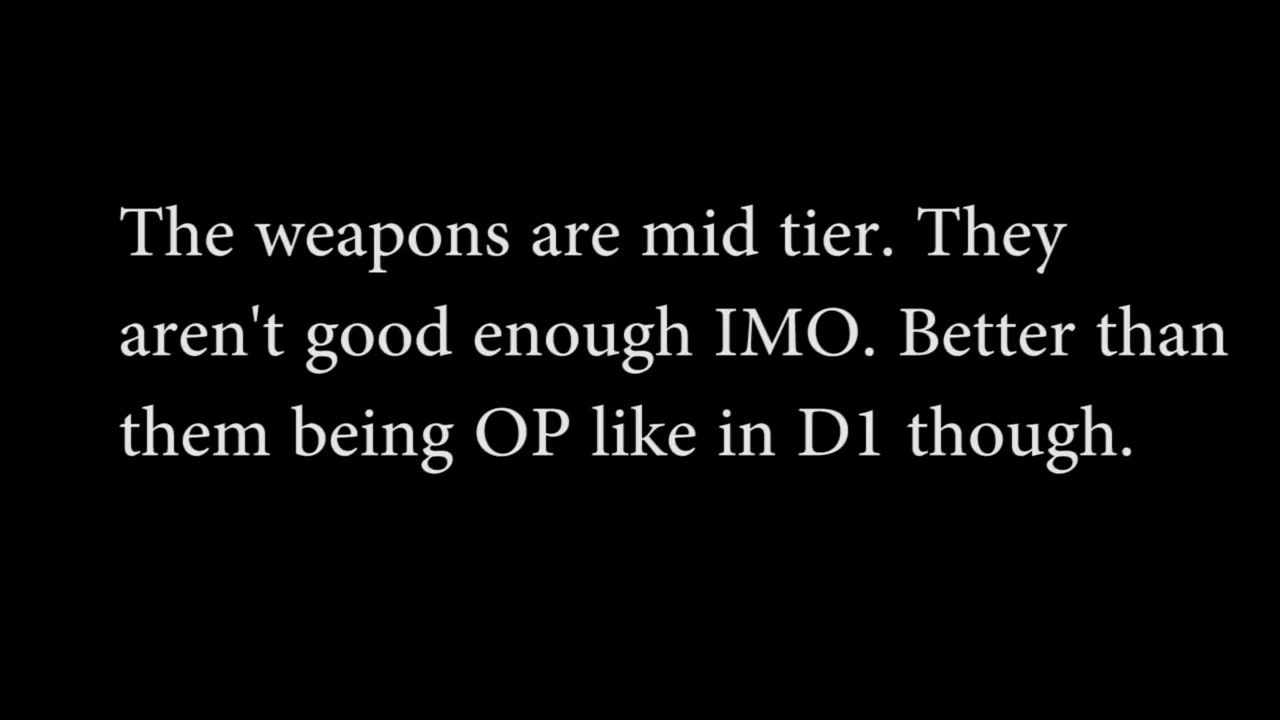 The weapons are mid tier. They
aren't good enough IMO. Better than
them being OP like in D1 though.